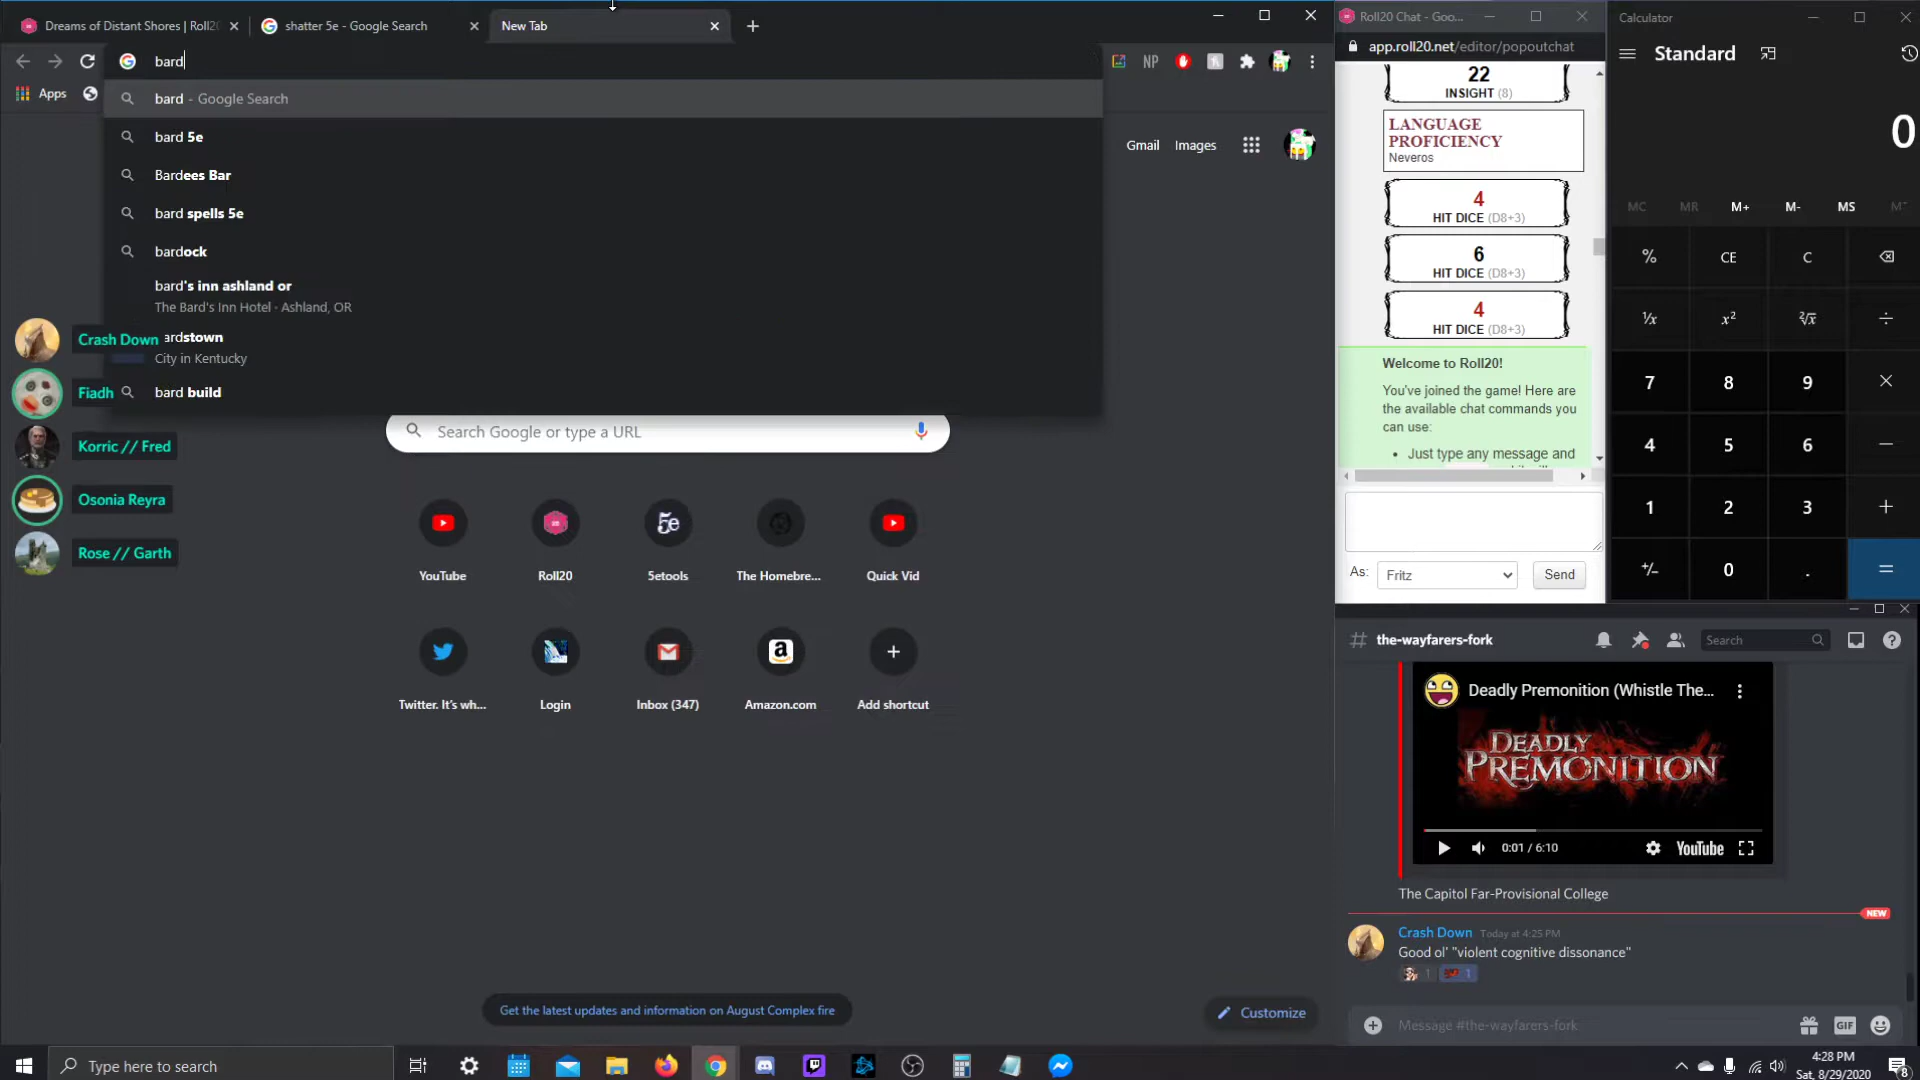 Dreams of Distant Shores | Roll20
shatter 5e - Google Search
New Tab
bard
NP
Apps
bard - Google Search
bard 5e
Bardees Bar
bard spells 5e
bardock
bard's inn ashland or
The Bard's Inn Hotel · Ashland, OR
ardstown
City in Kentucky
bard build
Gmail
Images
Crash Down
Fiadh
Korric // Fred
Osonia Reyra
Rose // Garth
Search Google or type a URL
YouTube
Roll20
5e
5etools
The Homebre...
Quick Vid
Twitter. It's wh...
Login
Inbox (347)
a
Amazon.com
Add shortcut
Get the latest updates and information on August Complex fire
Customize
Roll20 Chat - Goo...
app.roll20.net/editor/popoutchat
22
INSIGHT (8)
LANGUAGE
PROFICIENCY
Neveros
4
HIT DICE (D8+3)
6
HIT DICE (D8+3)
4
HIT DICE (D8+3)
Welcome to Roll20!
You've joined the game! Here are
the available chat commands you
can use:
• Just type any message and
As:
Fritz
Send
Calculator
Standard
0
MC
MR
M+
M-
MS
M˅
%
CE
C
⅟x
x²
²√x
÷
7
8
9
×
4
5
6
−
1
2
3
+
+/-
0
.
=
# the-wayfarers-fork
Search
Deadly Premonition (Whistle The...
DEADLY
PREMONITION
0:01 / 6:10
YouTube
The Capitol Far-Provisional College
NEW
Crash Down Today at 4:25 PM
Good ol' "violent cognitive dissonance"
1
1
Message #the-wayfarers-fork
GIF
Type here to search
4:28 PM
Sat, 8/29/2020
8